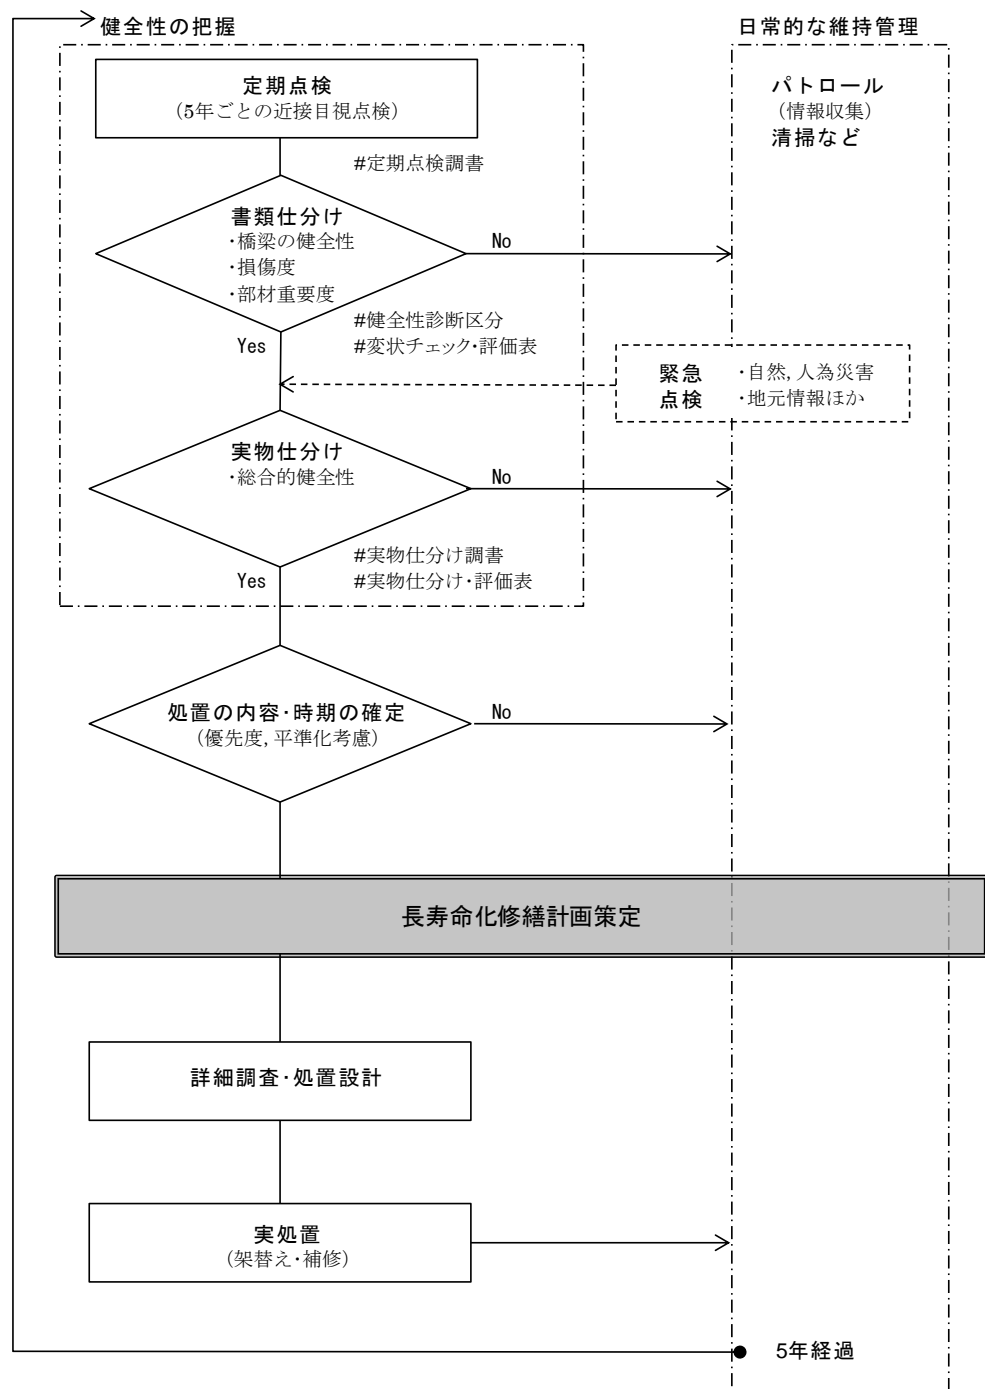 健全性の把握
日常的な維持管理
定期点検
（5年ごとの近接目視点検）
パトロール
（情報収集）
清掃など
#定期点検調書
書類仕分け
・橋梁の健全性
・損傷度
・部材重要度
No
#健全性診断区分
#変状チェック・評価表
Yes
緊急
点検
・自然，人為災害
・地元情報ほか
実物仕分け
・総合的健全性
No
#実物仕分け調書
#実物仕分け・評価表
Yes
処置の内容・時期の確定
（優先度，平準化考慮）
No
長寿命化修繕計画策定
詳細調査・処置設計
実処置
（架替え・補修）
5年経過